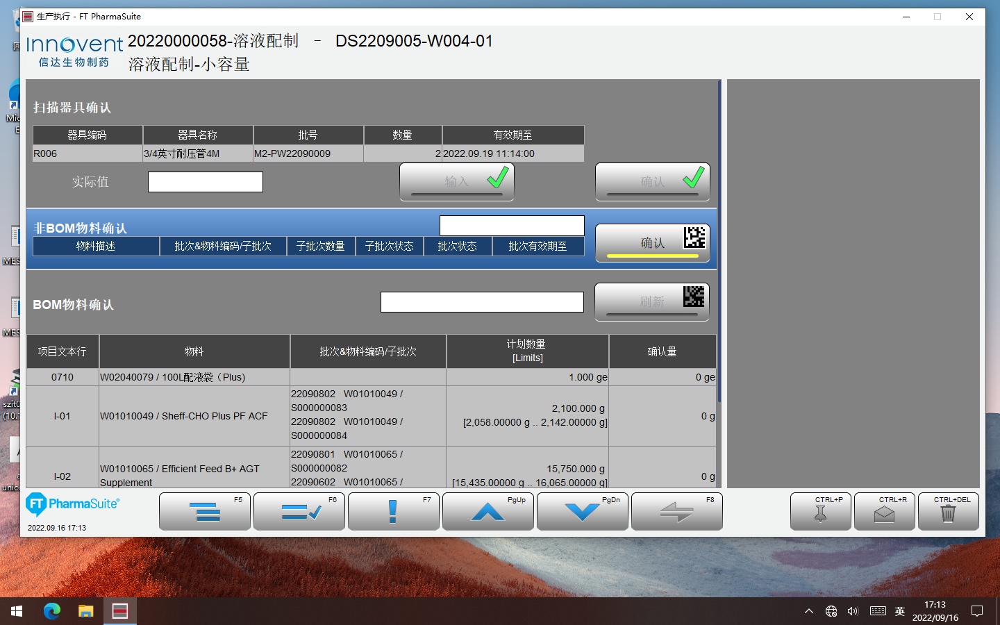 生产执行 - FT PharmaSuite
Innovent
信达生物制药
20220000058-溶液配制 - DS2209005-W004-01
溶液配制-小容量
扫描器具确认
器具编码 器具名称 批号 数量 有效期至
R006 3/4英寸耐压管4M M2-PW22090009 2 2022.09.19 11:14:00
实际值 输入 确认
非BOM物料确认
确认
物料描述 批次&物料编码/子批次 子批次数量 子批次状态 批次状态 批次有效期至
BOM物料确认 刷新
项目文本行 物料 批次&物料编码/子批次 计划数量 确认量
[Limits]
0710 W02040079 / 100L配液袋（Plus) 1.000 ge 0 ge
22090802 W01010049 /
S000000083
2,100.000 g
I-01 W01010049 / Sheff-CHO Plus PF ACF 0 g
22090802 W01010049 /
[2,058.00000 g .. 2,142.00000 g]
S000000084
22090801 W01010065 /
S000000082
W01010065 / Efficient Feed B+ AGT 15,750.000 g
I-02 0 g
Supplement 22090602 W01010065 / [15,435.00000 g .. 16,065.00000 g]
FT PharmaSuite®
F5 F6 F7 PgUp PgDn F8 CTRL+P CTRL+R CTRL+DEL
2022.09.16 17:13
Mic
E
MES
MES
szit0
(10.
a
unic
英
17:13
2022/09/16